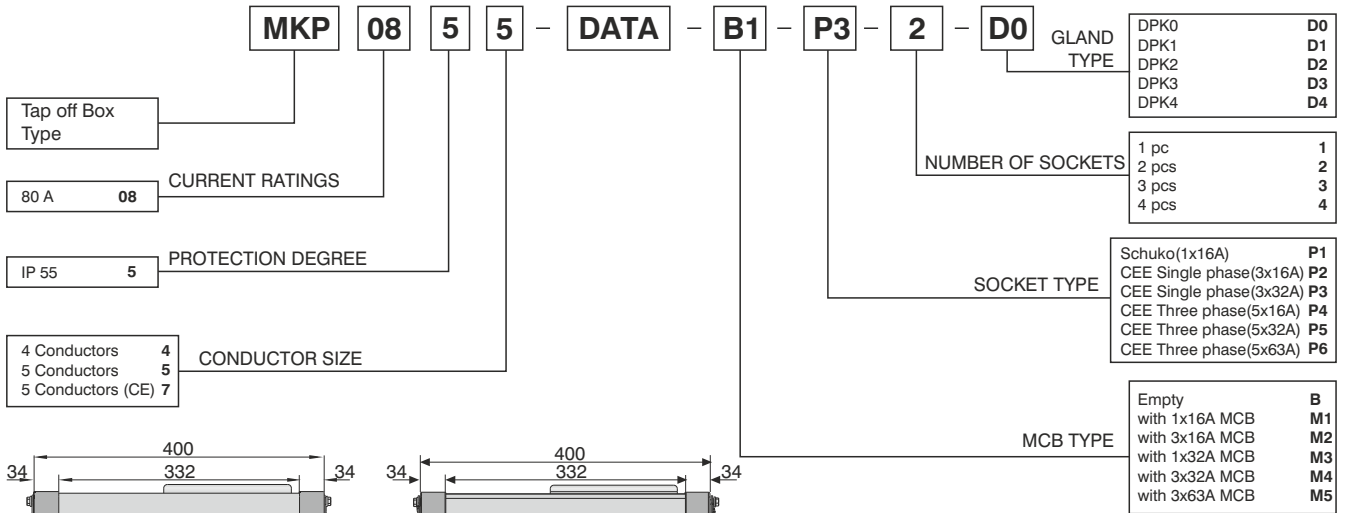 MKP 08 5 5 – DATA – B1 – P3 – 2 – D0
GLAND TYPE
DPK0 D0
DPK1 D1
DPK2 D2
DPK3 D3
DPK4 D4
Tap off Box
Type
NUMBER OF SOCKETS
1 pc 1
2 pcs 2
3 pcs 3
4 pcs 4
CURRENT RATINGS
80 A 08
PROTECTION DEGREE
IP 55 5
SOCKET TYPE
Schuko(1x16A) P1
CEE Single phase(3x16A) P2
CEE Single phase(3x32A) P3
CEE Three phase(5x16A) P4
CEE Three phase(5x32A) P5
CEE Three phase(5x63A) P6
CONDUCTOR SIZE
4 Conductors 4
5 Conductors 5
5 Conductors (CE) 7
MCB TYPE
Empty B
with 1x16A MCB M1
with 3x16A MCB M2
with 1x32A MCB M3
with 3x32A MCB M4
with 3x63A MCB M5
400
34 332 34
400
34 332 34